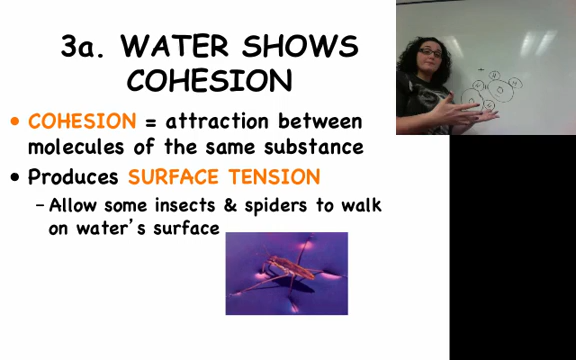 3a. WATER SHOWS
COHESION
• COHESION = attraction between
molecules of the same substance
• Produces SURFACE TENSION
– Allow some insects & spiders to walk
on water's surface